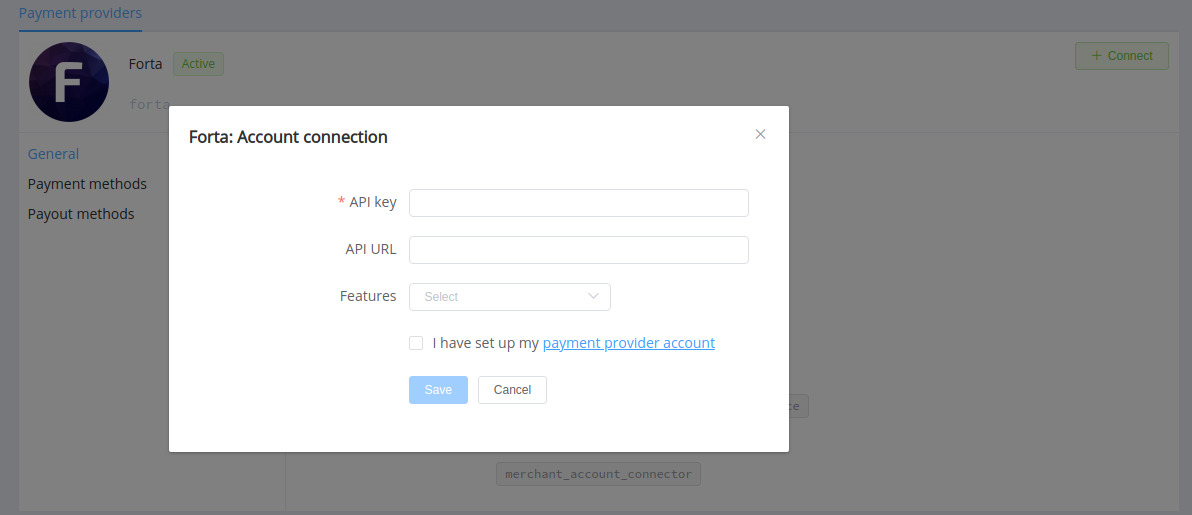 Payment providers
F
Forta Active
+ Connect
forta
Forta: Account connection
General
Payment methods
Payout methods
* API key
API URL
Features Select
I have set up my payment provider account
Save Cancel
merchant_account_connector